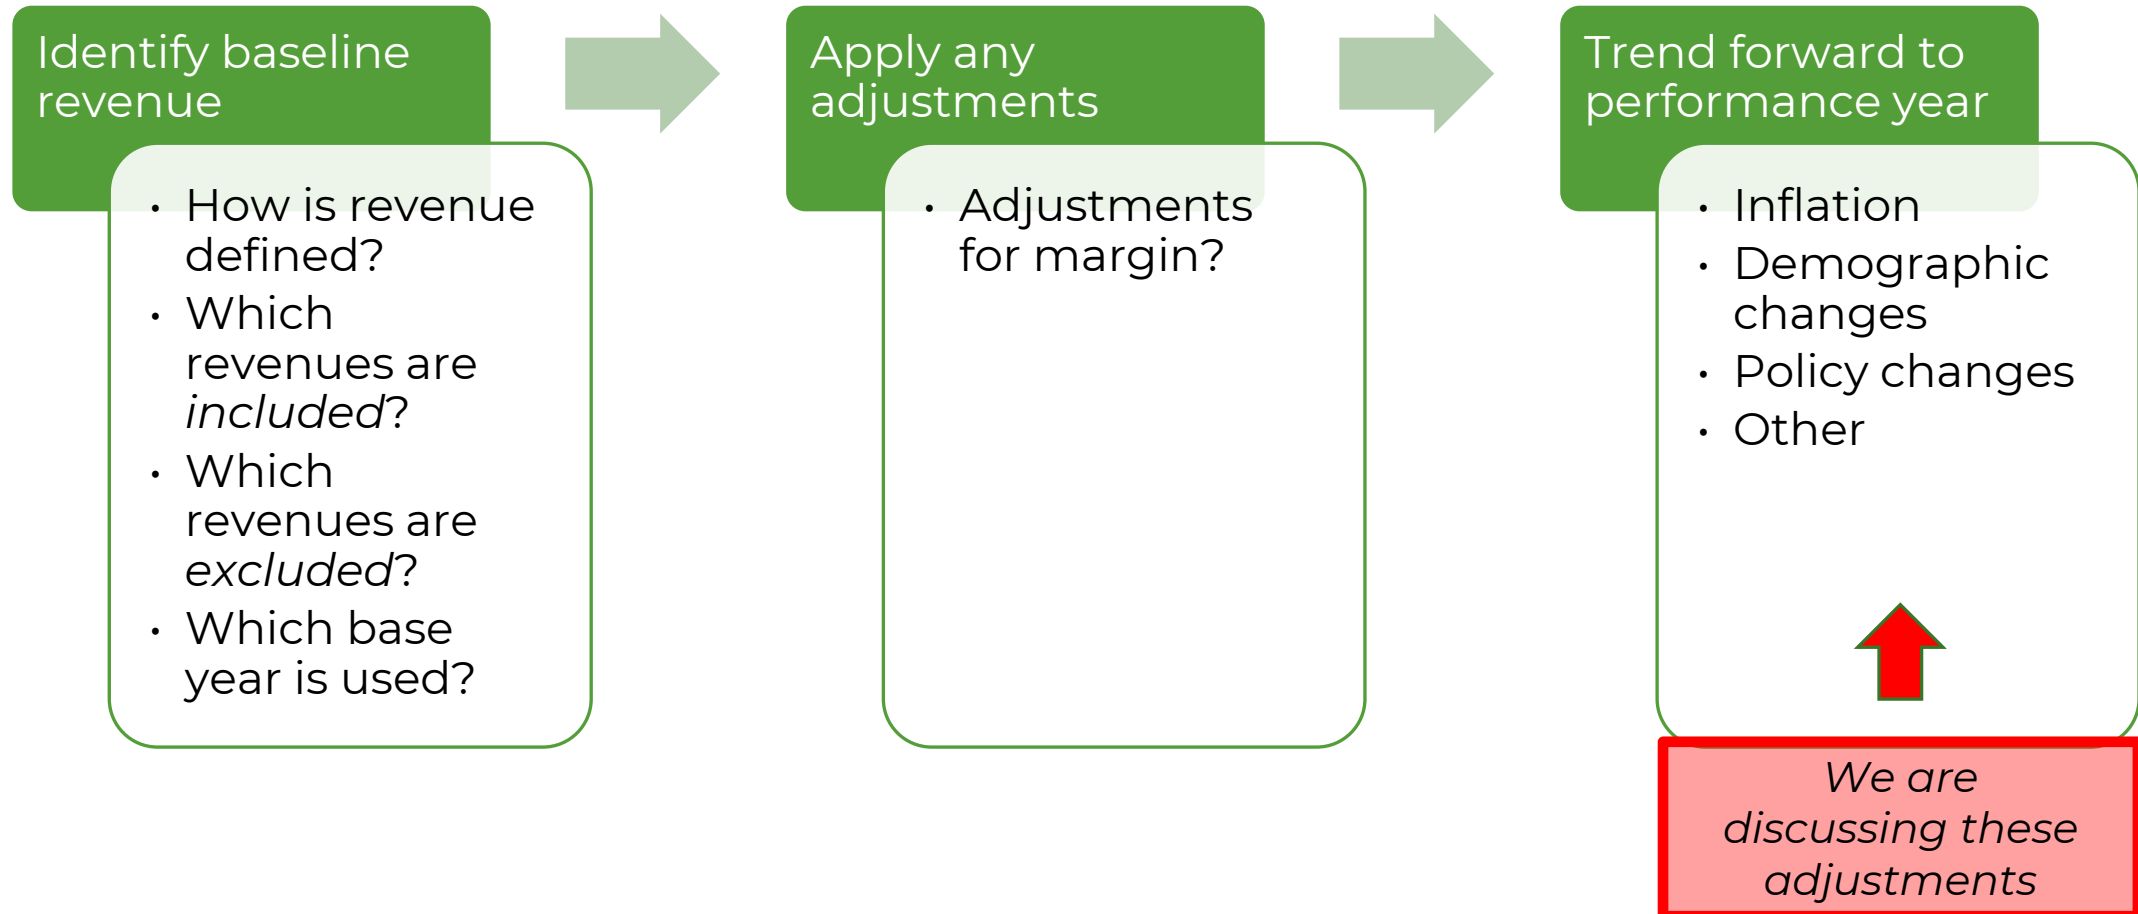 Identify baseline
revenue
• How is revenue
defined?
• Which
revenues are
included?
• Which
revenues are
excluded?
• Which base
year is used?
Apply any
adjustments
• Adjustments
for margin?
Trend forward to
performance year
• Inflation
• Demographic
changes
• Policy changes
• Other
We are
discussing these
adjustments